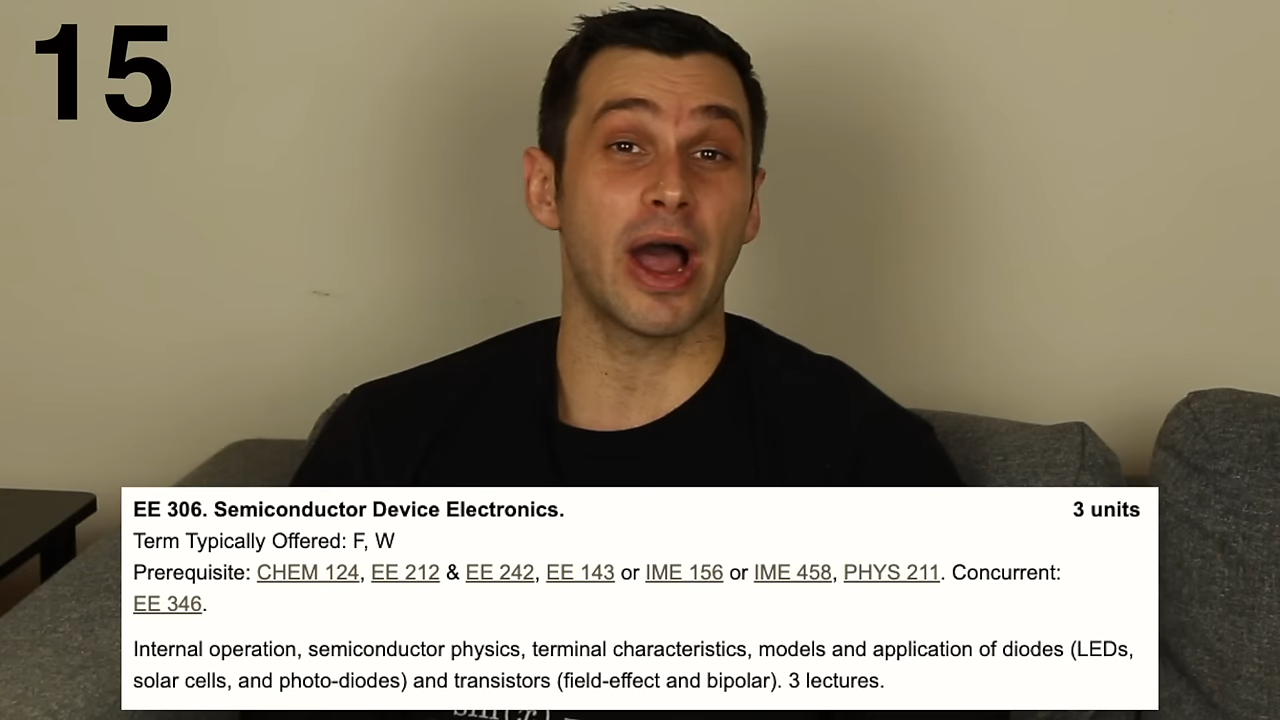 15
EE 306. Semiconductor Device Electronics. 3 units
Term Typically Offered: F, W
Prerequisite: CHEM 124, EE 212 & EE 242, EE 143 or IME 156 or IME 458, PHYS 211. Concurrent:
EE 346.
Internal operation, semiconductor physics, terminal characteristics, models and application of diodes (LEDs,
solar cells, and photo-diodes) and transistors (field-effect and bipolar). 3 lectures.